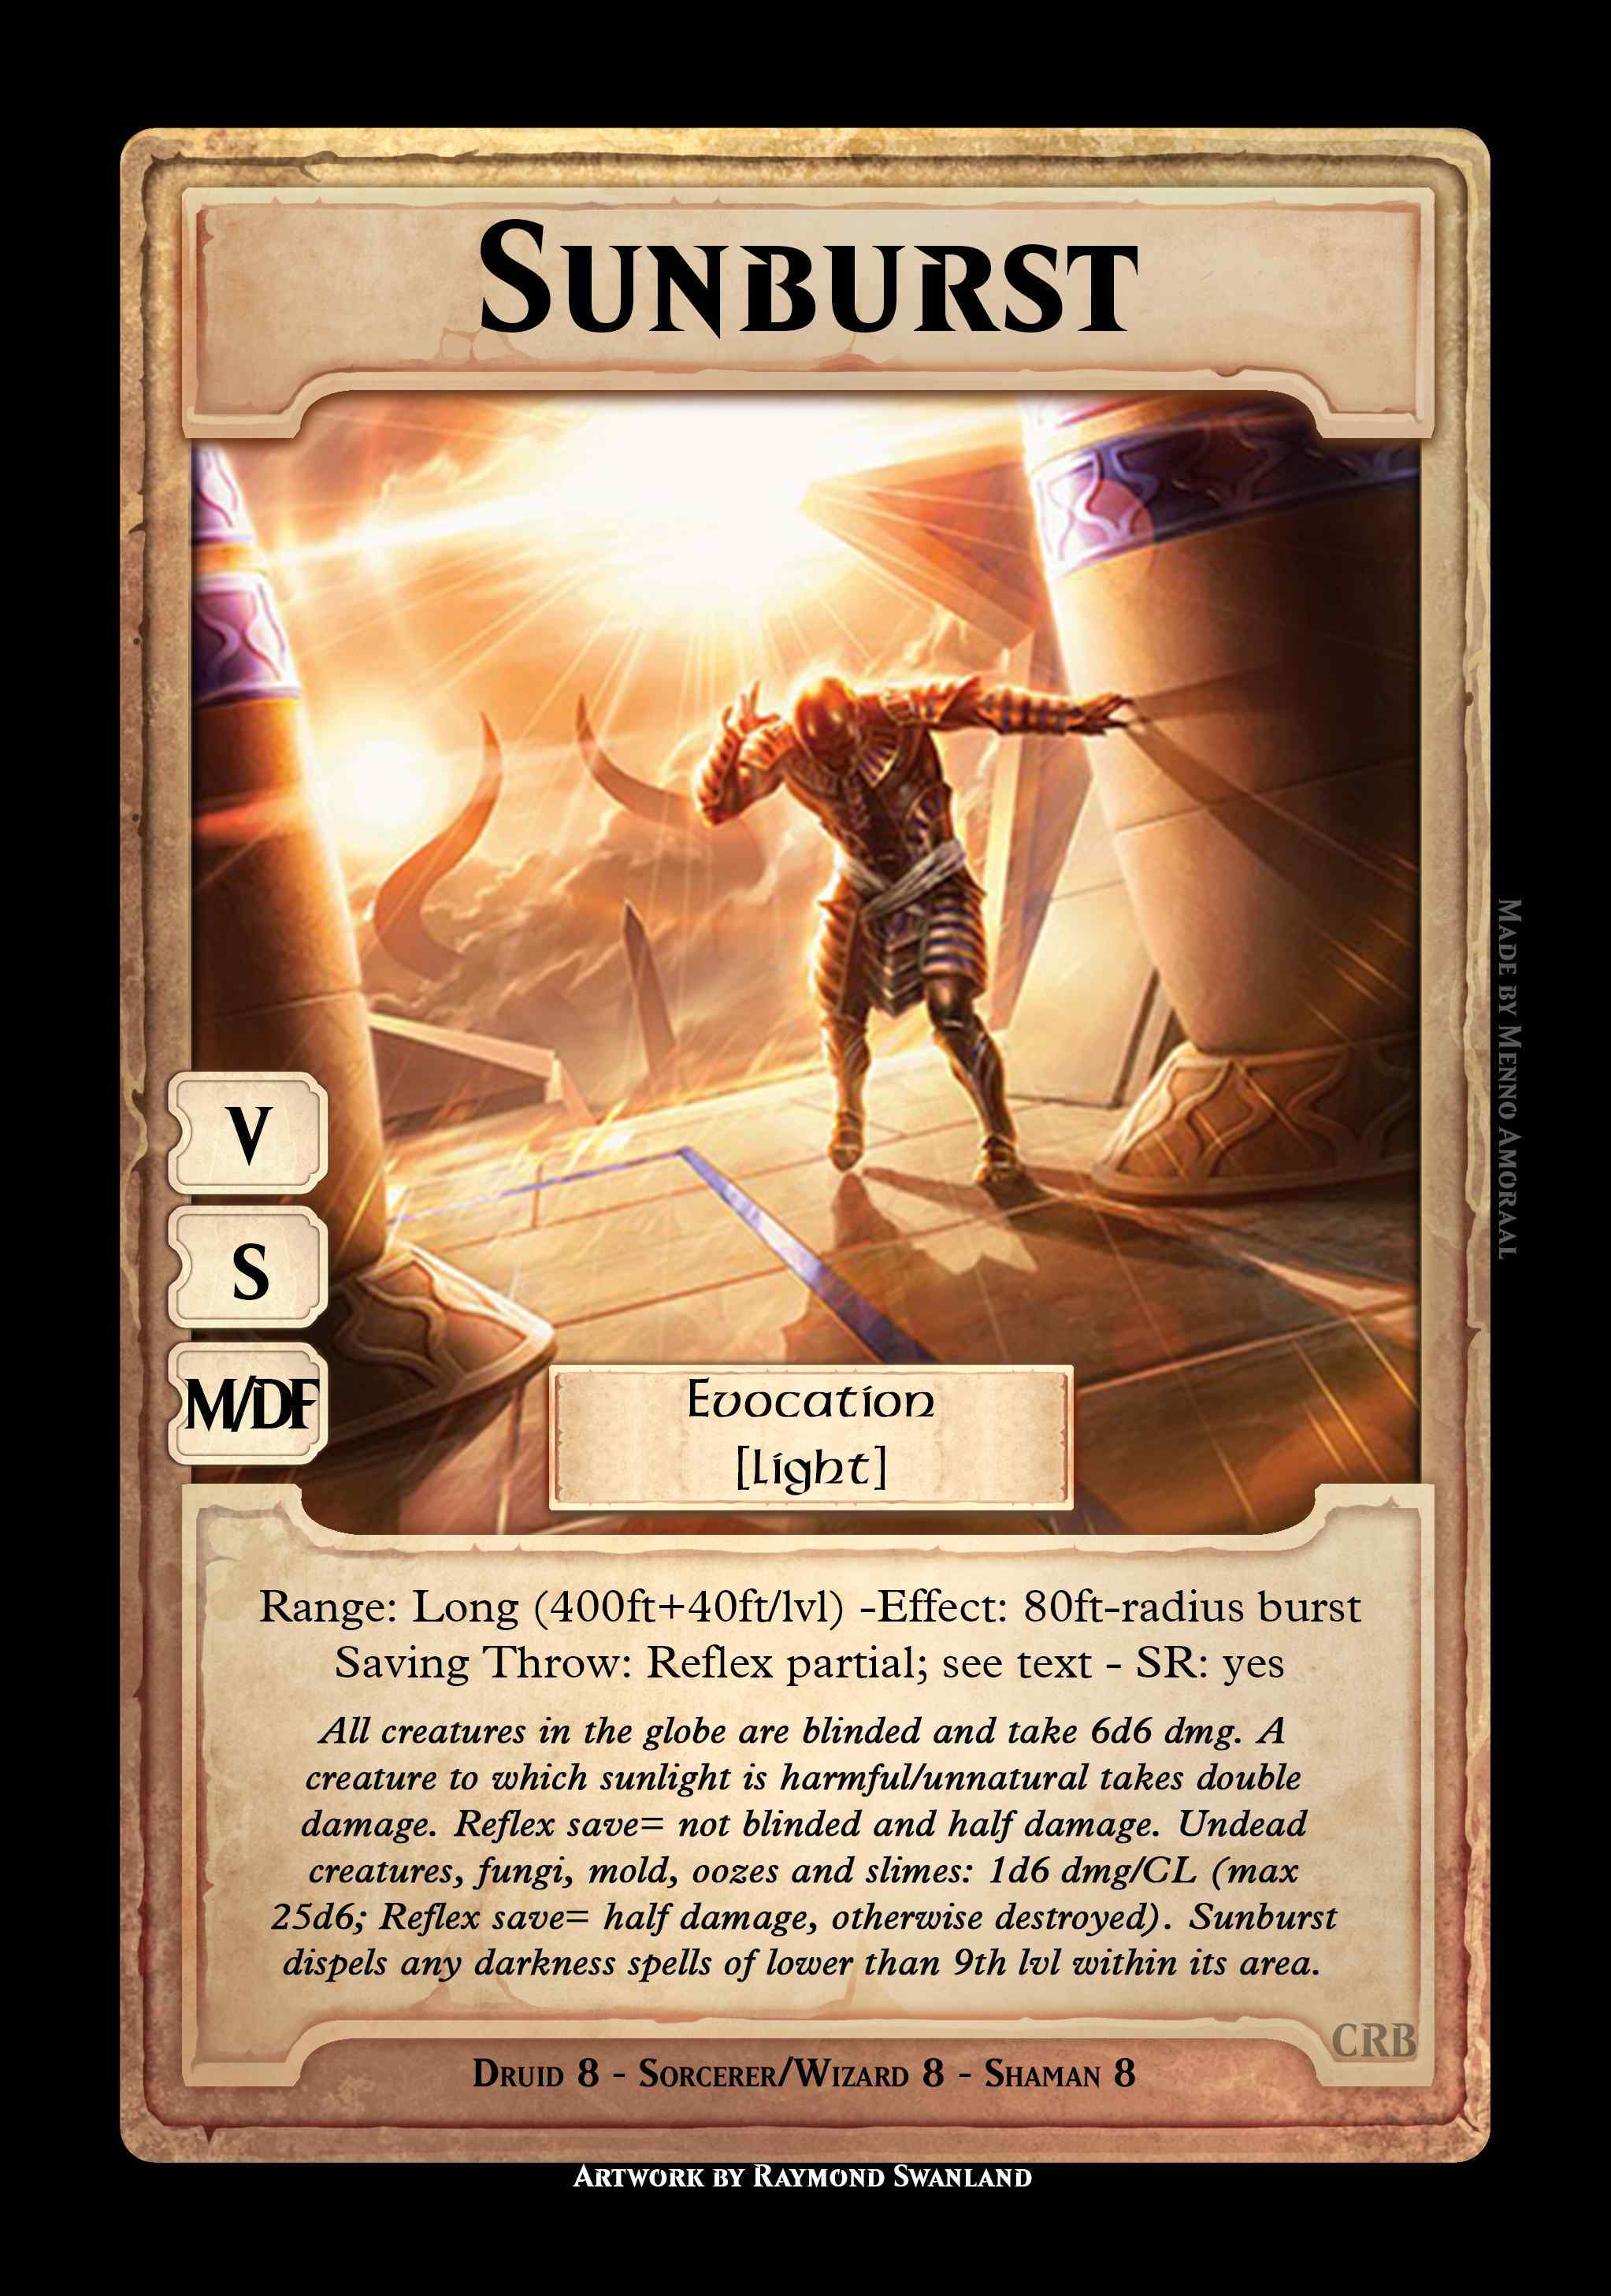 Sunburst
V
S
M/DF
Evocation
[Light]
Range: Long (400ft+40ft/lvl) -Effect: 80ft-radius burst
Saving Throw: Reflex partial; see text - SR: yes
All creatures in the globe are blinded and take 6d6 dmg. A
creature to which sunlight is harmful/unnatural takes double
damage. Reflex save= not blinded and half damage. Undead
creatures, fungi, mold, oozes and slimes: 1d6 dmg/CL (max
25d6; Reflex save= half damage, otherwise destroyed). Sunburst
dispels any darkness spells of lower than 9th lvl within its area.
CRB
Druid 8 - Sorcerer/Wizard 8 - Shaman 8
Artwork by Raymond Swanland
Made by Menno Amoraal